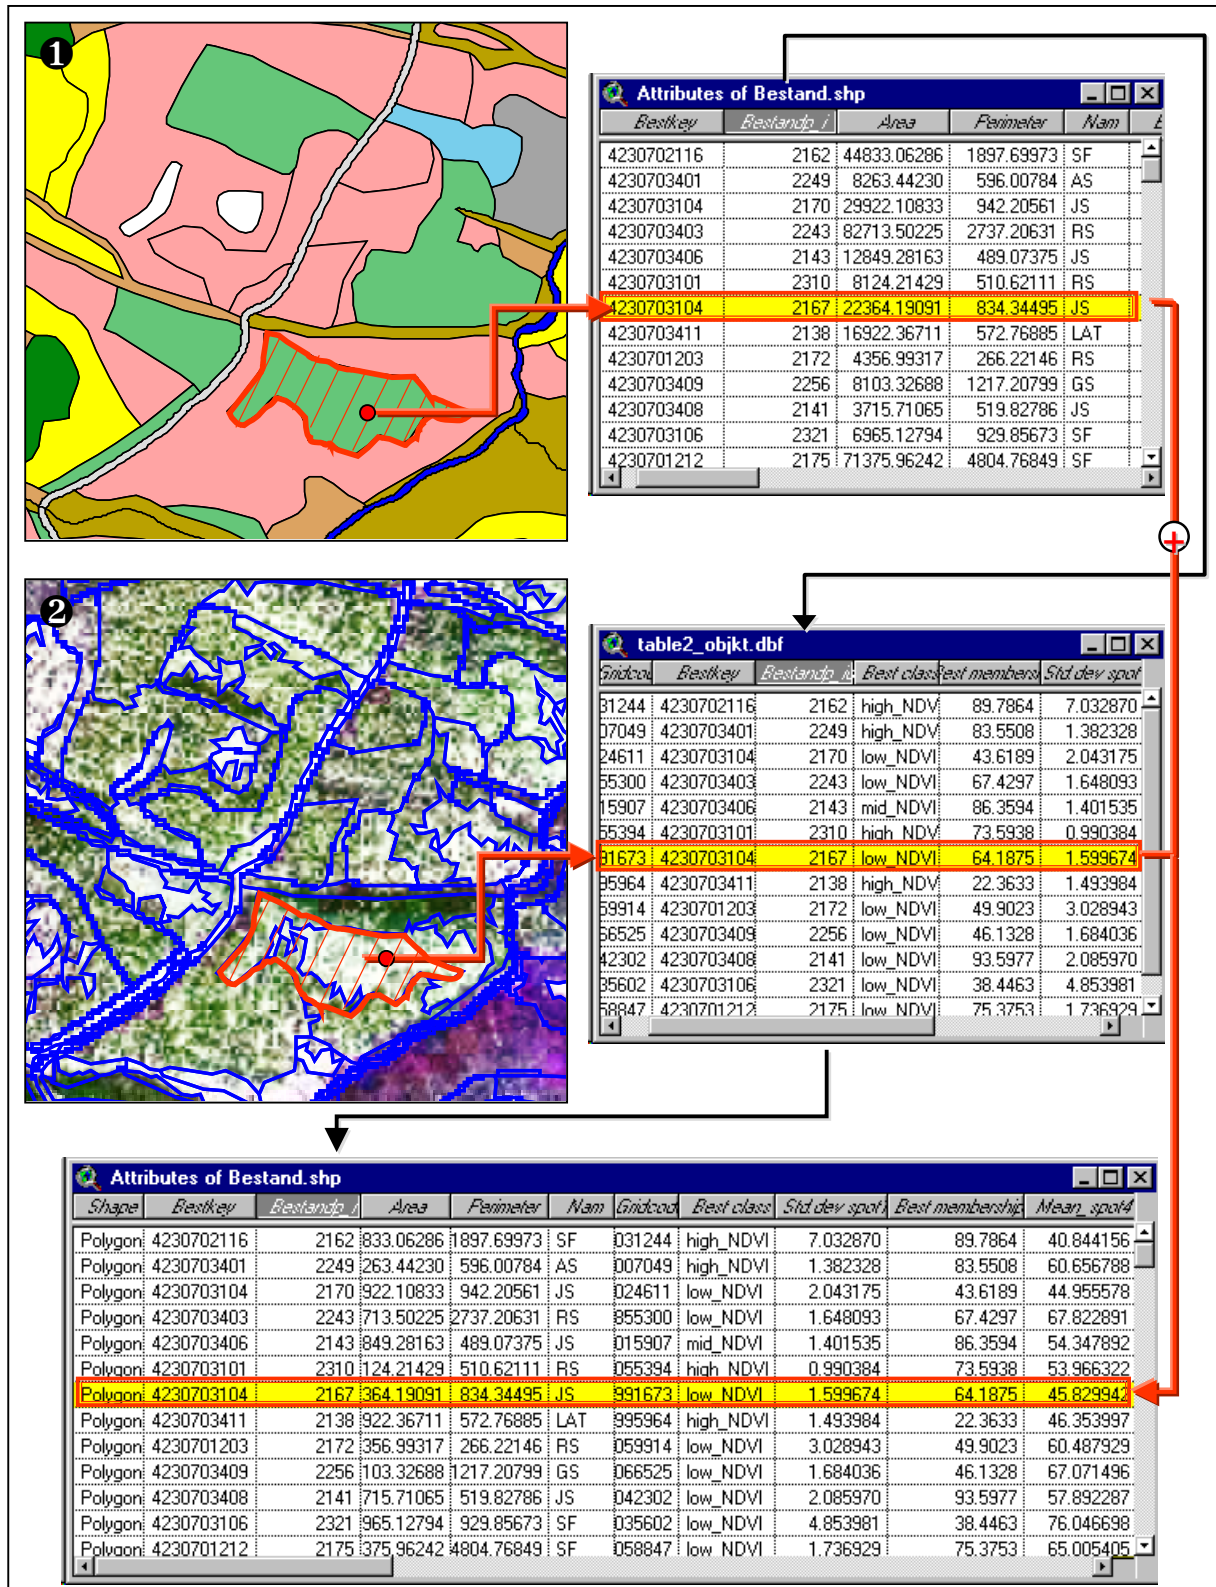 1
Attributes of Bestand.shp
Bestkey Bestandp_i Area Perimeter Nam
4230702116 2162 44833.06286 1897.69973 SF
4230703401 2249 8263.44230 596.00784 AS
4230703104 2170 29922.10833 942.20561 JS
4230703403 2243 82713.50225 2737.20631 RS
4230703406 2143 12849.28163 489.07375 JS
4230703101 2310 8124.21429 510.62111 RS
4230703104 2167 22364.19091 834.34495 JS
4230703411 2138 16922.36711 572.76885 LAT
4230701203 2172 4356.99317 266.22146 RS
4230703409 2256 8103.32688 1217.20799 GS
4230703408 2141 3715.71065 519.82786 JS
4230703106 2321 6965.12794 929.85673 SF
4230701212 2175 71375.96242 4804.76849 SF
+
2
table2_objkt.dbf
Gridcod Bestkey Bestandp_i Best class Best members Std dev spot
31244 4230702116 2162 high_NDV 89.7864 7.032870
07049 4230703401 2249 high_NDV 83.5508 1.382328
24611 4230703104 2170 low_NDVI 43.6189 2.043175
55300 4230703403 2243 low_NDVI 67.4297 1.648093
15907 4230703406 2143 mid_NDVI 86.3594 1.401535
55394 4230703101 2310 high_NDV 73.5938 0.990384
91673 4230703104 2167 low_NDVI 64.1875 1.599674
95964 4230703411 2138 high_NDV 22.3633 1.493984
59914 4230701203 2172 low_NDVI 49.9023 3.028943
66525 4230703409 2256 low_NDVI 46.1328 1.684036
42302 4230703408 2141 low_NDVI 93.5977 2.085970
35602 4230703106 2321 low_NDVI 38.4463 4.853981
58847 4230701212 2175 low_NDVI 75.3753 1.736929
Attributes of Bestand.shp
Shape Bestkey Bestandp_i Area Perimeter Nam Gridcod Best class Std dev spot Best membership Mean_spot4
Polygon 4230702116 2162 833.06286 1897.69973 SF 031244 high_NDVI 7.032870 89.7864 40.844156
Polygon 4230703401 2249 263.44230 596.00784 AS 007049 high_NDVI 1.382328 83.5508 60.656788
Polygon 4230703104 2170 922.10833 942.20561 JS 024611 low_NDVI 2.043175 43.6189 44.955578
Polygon 4230703403 2243 713.50225 2737.20631 RS 855300 low_NDVI 1.648093 67.4297 67.822891
Polygon 4230703406 2143 849.28163 489.07375 JS 015907 mid_NDVI 1.401535 86.3594 54.347892
Polygon 4230703101 2310 124.21429 510.62111 RS 055394 high_NDVI 0.990384 73.5938 53.966322
Polygon 4230703104 2167 364.19091 834.34495 JS 991673 low_NDVI 1.599674 64.1875 45.829942
Polygon 4230703411 2138 922.36711 572.76885 LAT 995964 high_NDVI 1.493984 22.3633 46.353997
Polygon 4230701203 2172 356.99317 266.22146 RS 059914 low_NDVI 3.028943 49.9023 60.487929
Polygon 4230703409 2256 103.32688 1217.20799 GS 066525 low_NDVI 1.684036 46.1328 67.071496
Polygon 4230703408 2141 715.71065 519.82786 JS 042302 low_NDVI 2.085970 93.5977 57.892287
Polygon 4230703106 2321 965.12794 929.85673 SF 035602 low_NDVI 4.853981 38.4463 76.046698
Polygon 4230701212 2175 375.96242 4804.76849 SF 058847 low_NDVI 1.736929 75.3753 65.005405